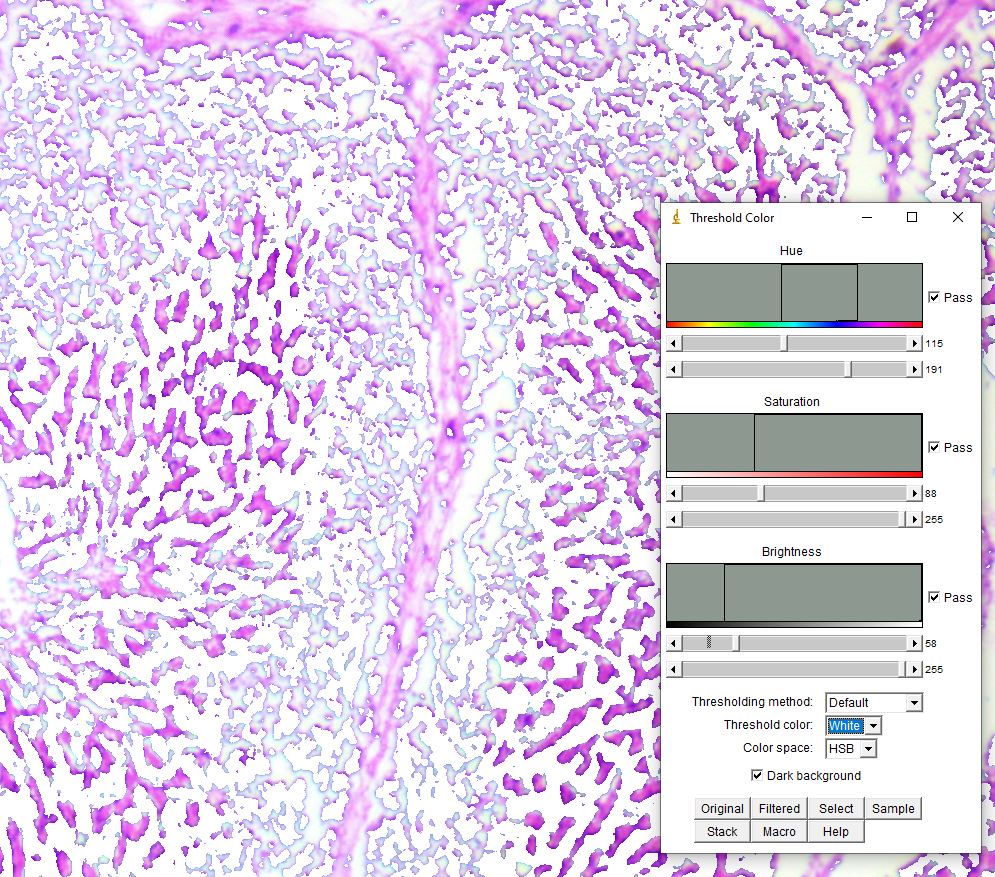 Threshold Color
Hue
Pass
115
191
Saturation
Pass
88
255
Brightness
Pass
58
255
Thresholding method: Default
Threshold color: White
Color space: HSB
Dark background
Original Filtered Select Sample
Stack Macro Help